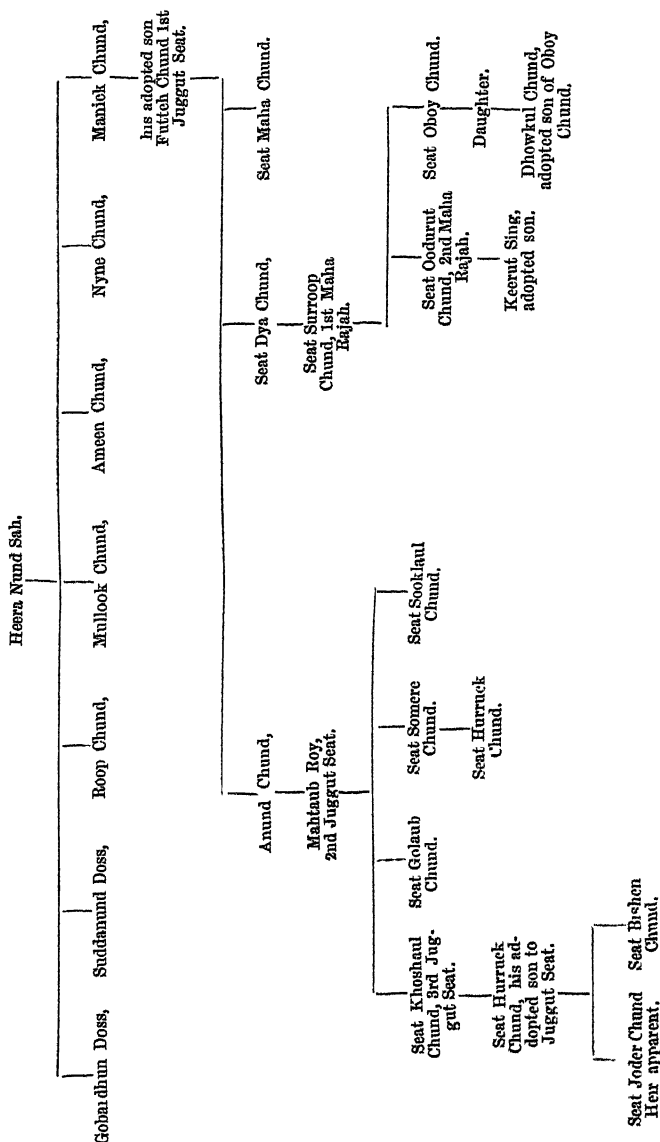 Heera Nund Sah.
Gobardhun Doss, Suddanund Doss, Roop Chund, Mullook Chund, Ameen Chund, Nyne Chund, Manick Chund,
his adopted son
Futteh Chund 1st
Juggut Seat.
Anund Chund, Seat Dya Chund, Seat Maha Chund.
Mahtaub Roy,
2nd Juggut Seat.
Seat Surroop
Chund, 1st Maha
Rajah.
Seat Khoshaul
Chund, 3rd Jug-
gut Seat.
Seat Golaub
Chund.
Seat Somere
Chund.
Seat Sooklaul
Chund.
Seat Oodurut
Chund, 2nd Maha
Rajah.
Seat Oboy Chund.
Seat Hurruck
Chund, his ad-
dopted son to
Juggut Seat.
Seat Hurruck
Chund.
Keerut Sing,
adopted son.
Daughter.
Dhowkul Chund,
adopted son of Oboy
Chund.
Seat Joder Chund
Heir apparent.
Seat Bishen
Chund.